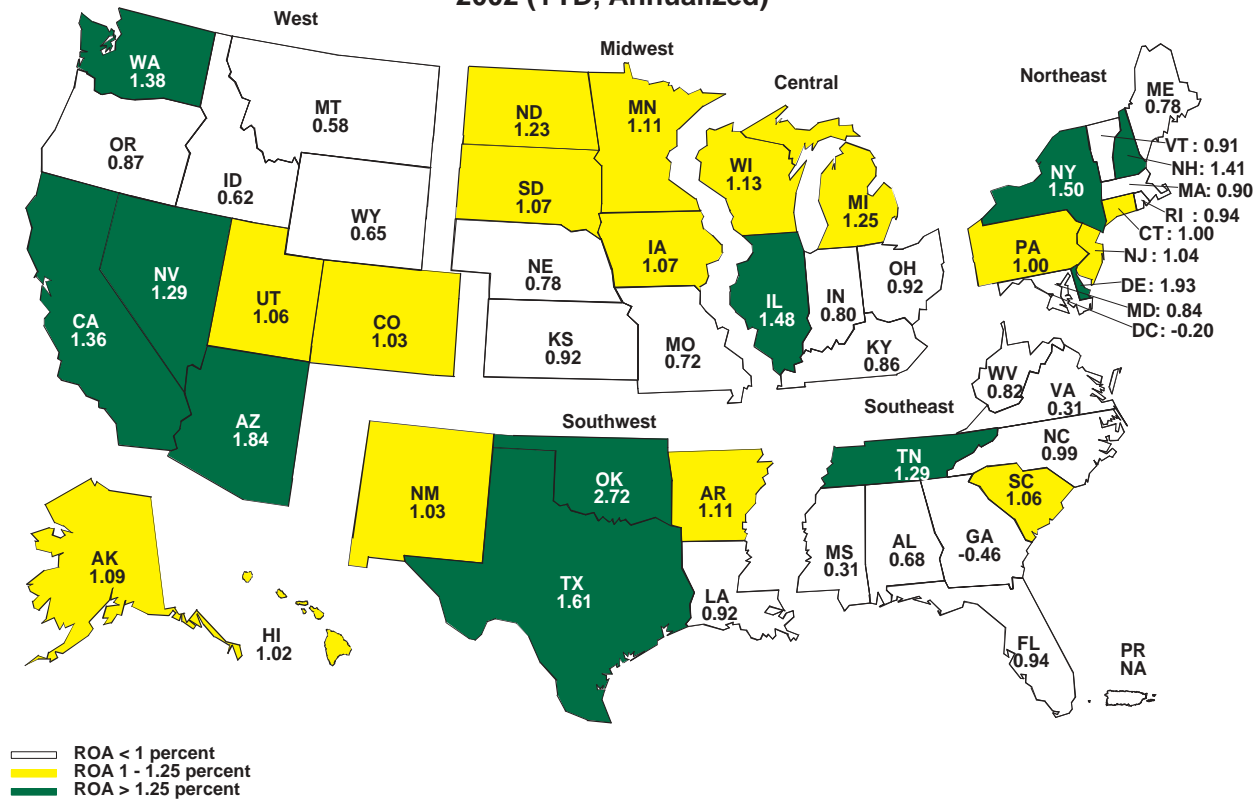 2002 (YTD, Annualized)
West
Midwest
Central
Northeast
WA
1.38
MT
0.58
OR
0.87
ID
0.62
WY
0.65
NV
1.29
CA
1.36
UT
1.06
CO
1.03
AZ
1.84
AK
1.09
HI
1.02
ND
1.23
MN
1.11
SD
1.07
IA
1.07
NE
0.78
KS
0.92
MO
0.72
WI
1.13
MI
1.25
IL
1.48
IN
0.80
OH
0.92
KY
0.86
ME
0.78
NY
1.50
VT : 0.91
NH: 1.41
MA: 0.90
RI : 0.94
CT: 1.00
NJ : 1.04
PA
1.00
DE: 1.93
MD: 0.84
DC: -0.20
Southwest
NM
1.03
OK
2.72
AR
1.11
TX
1.61
LA
0.92
Southeast
WV
0.82
VA
0.31
NC
0.99
TN
1.29
SC
1.06
MS
0.31
AL
0.68
GA
-0.46
FL
0.94
PR
NA
ROA < 1 percent
ROA 1 - 1.25 percent
ROA > 1.25 percent